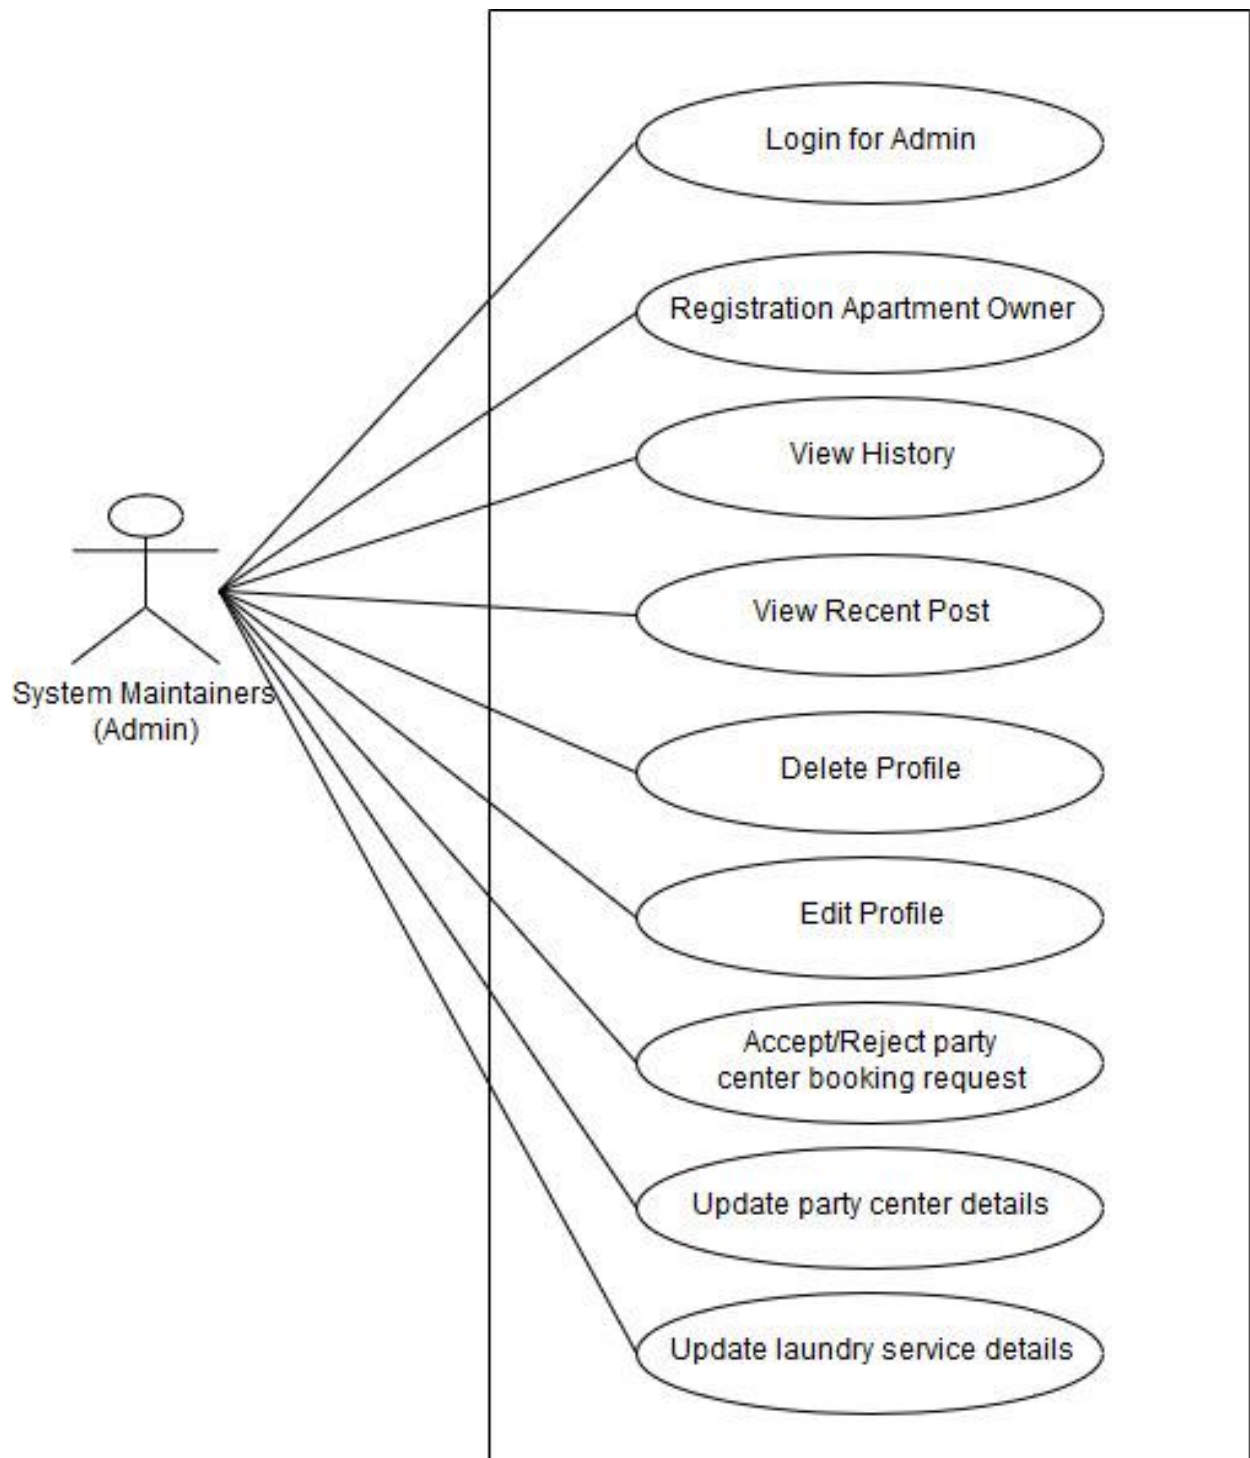 Login for Admin
Registration Apartment Owner
View History
View Recent Post
System Maintainers
(Admin)
Delete Profile
Edit Profile
Accept/Reject party
center booking request
Update party center details
Update laundry service details